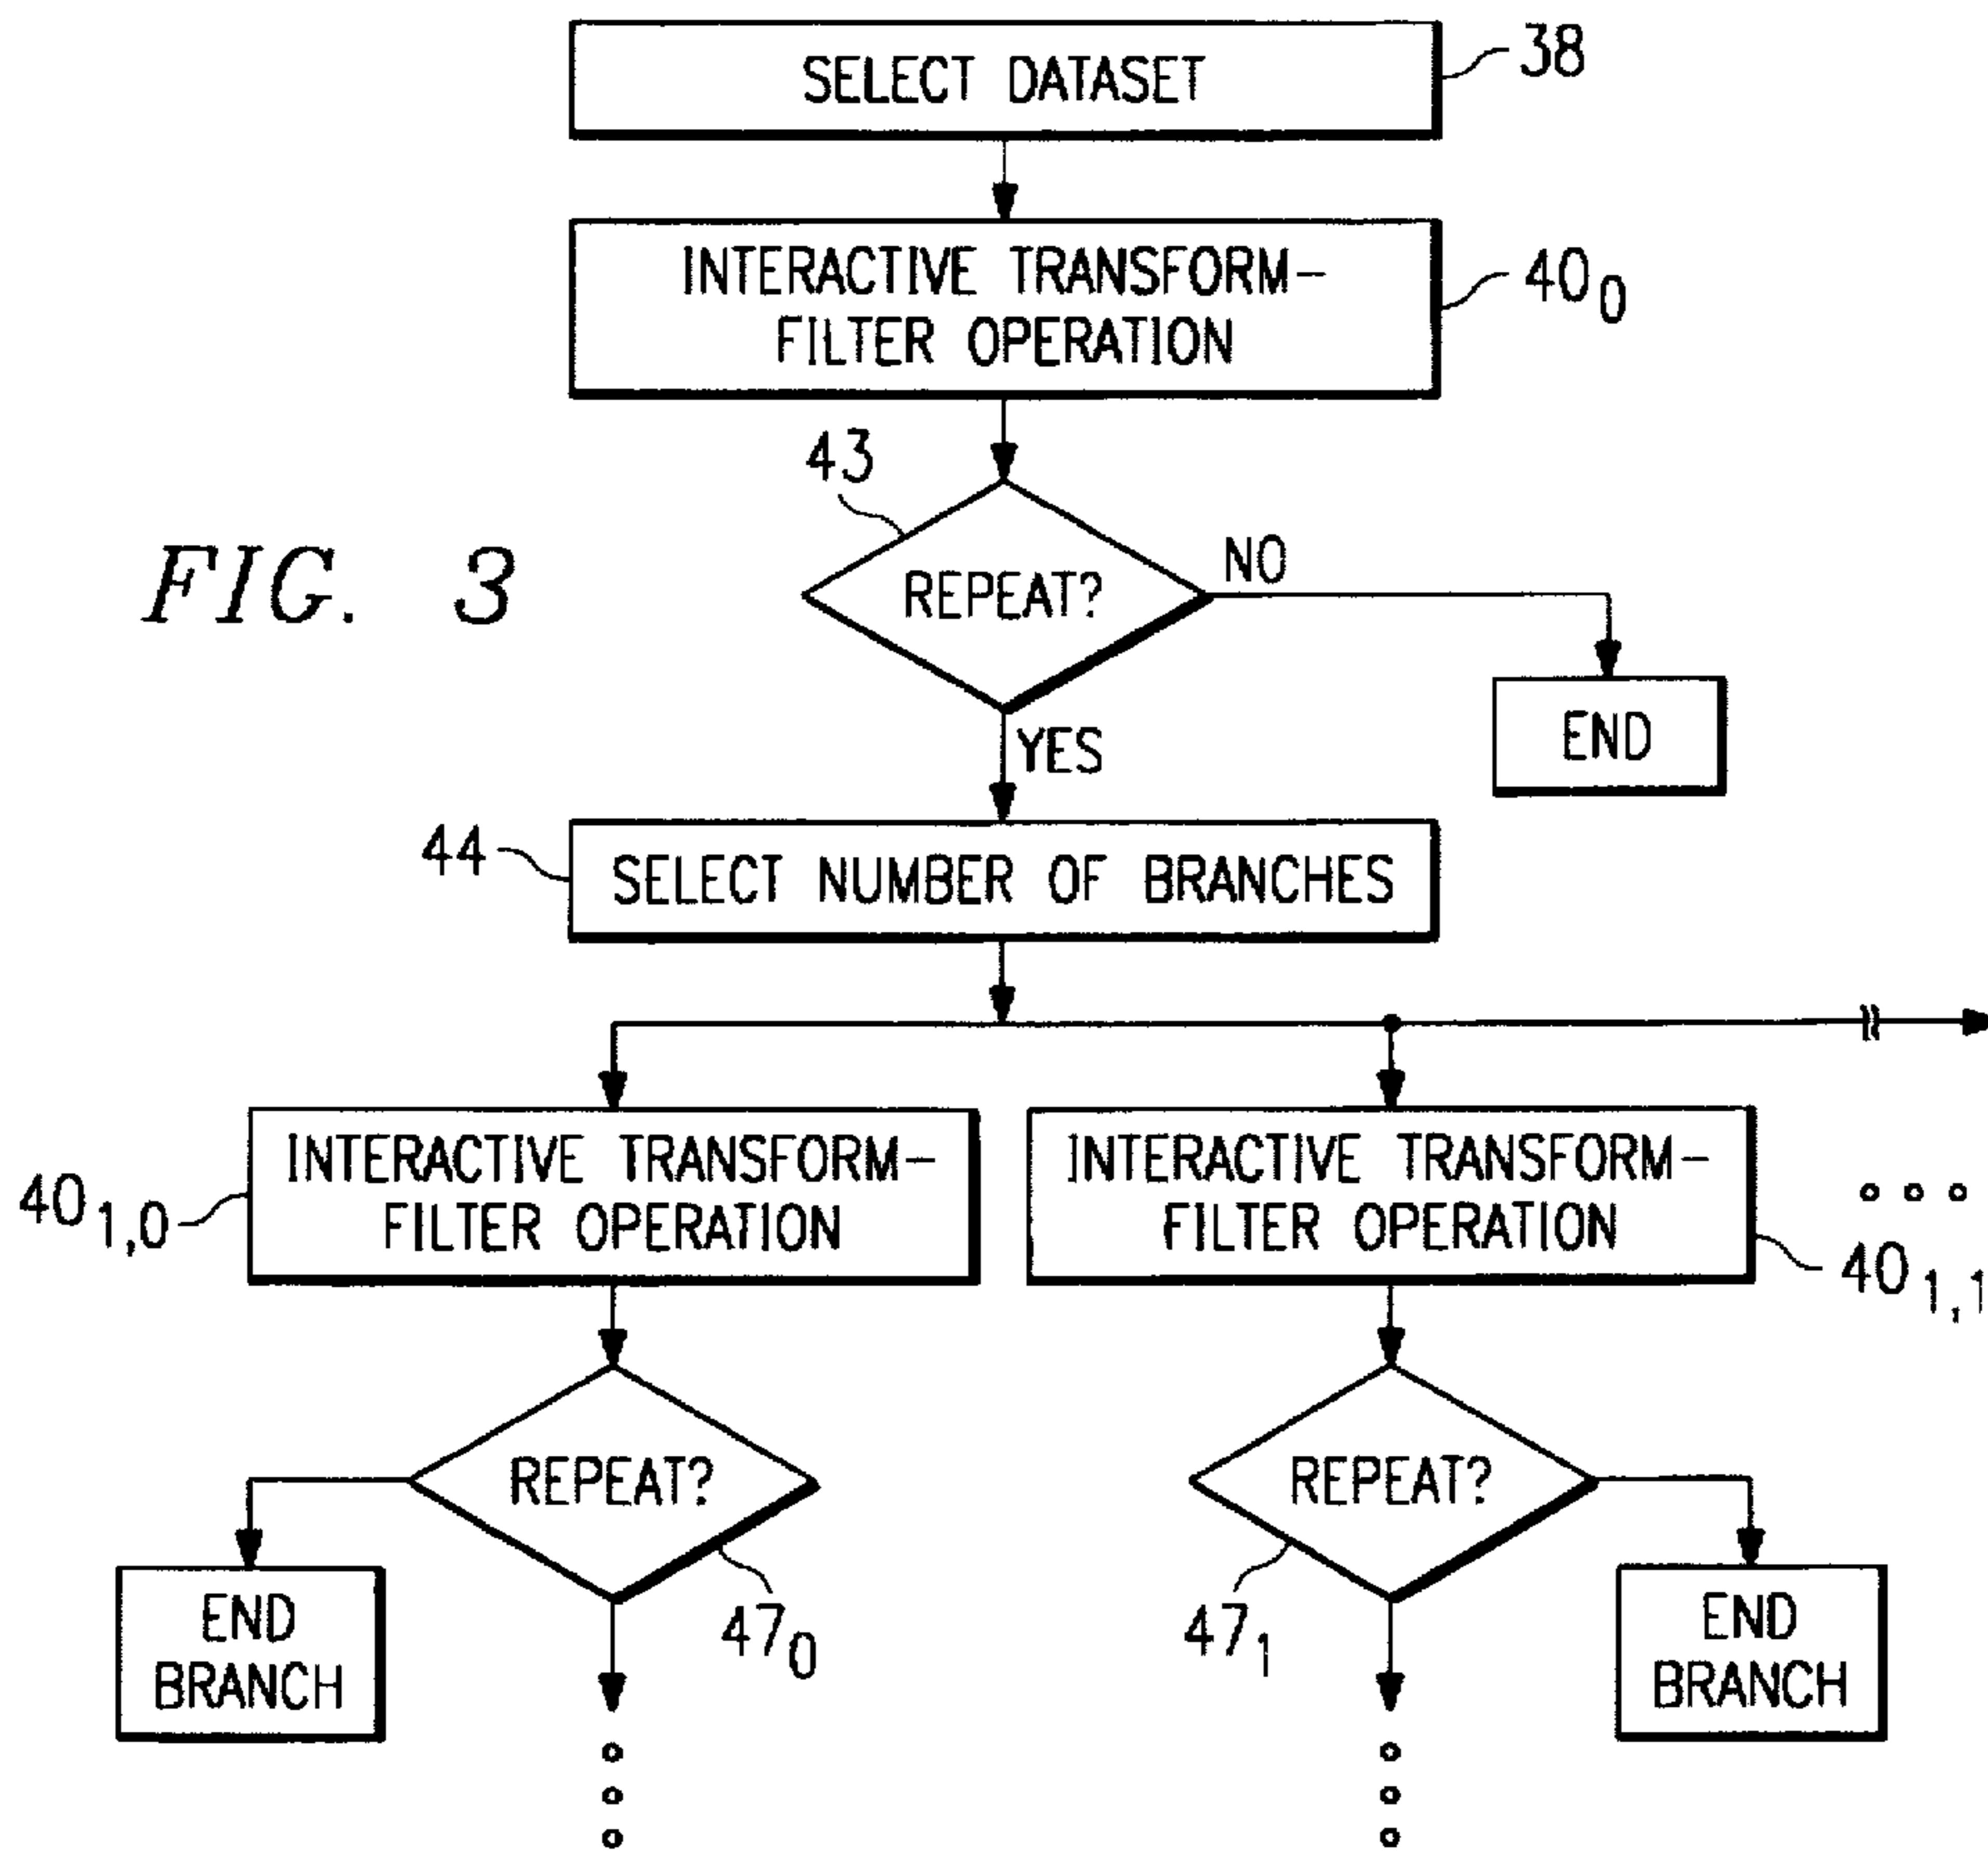 SELECT DATASET
38
INTERACTIVE TRANSFORM-
FILTER OPERATION
40 0
43
FIG. 3
REPEAT?
NO
END
YES
44
SELECT NUMBER OF BRANCHES
INTERACTIVE TRANSFORM-
FILTER OPERATION
40 1,0
INTERACTIVE TRANSFORM-
FILTER OPERATION
40 1,1
REPEAT?
REPEAT?
END
BRANCH
47 0
47 1
END
BRANCH